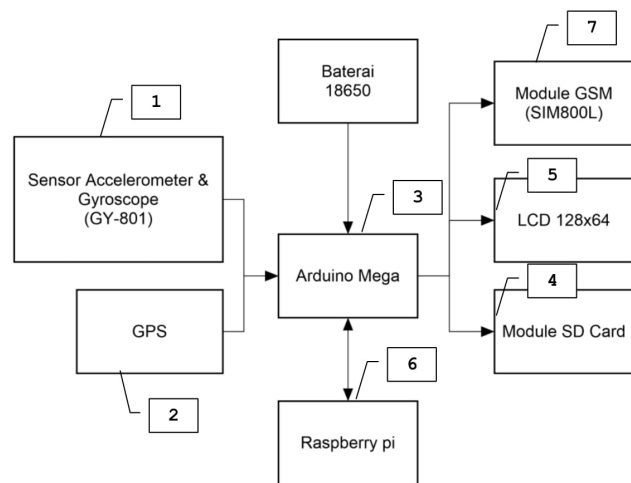 7
Baterai
18650
Module GSM
(SIM800L)
1
Sensor Accelerometer &
Gyroscope
(GY-801)
5
LCD 128x64
3
Arduino Mega
4
Module SD Card
GPS
2
6
Raspberry pi